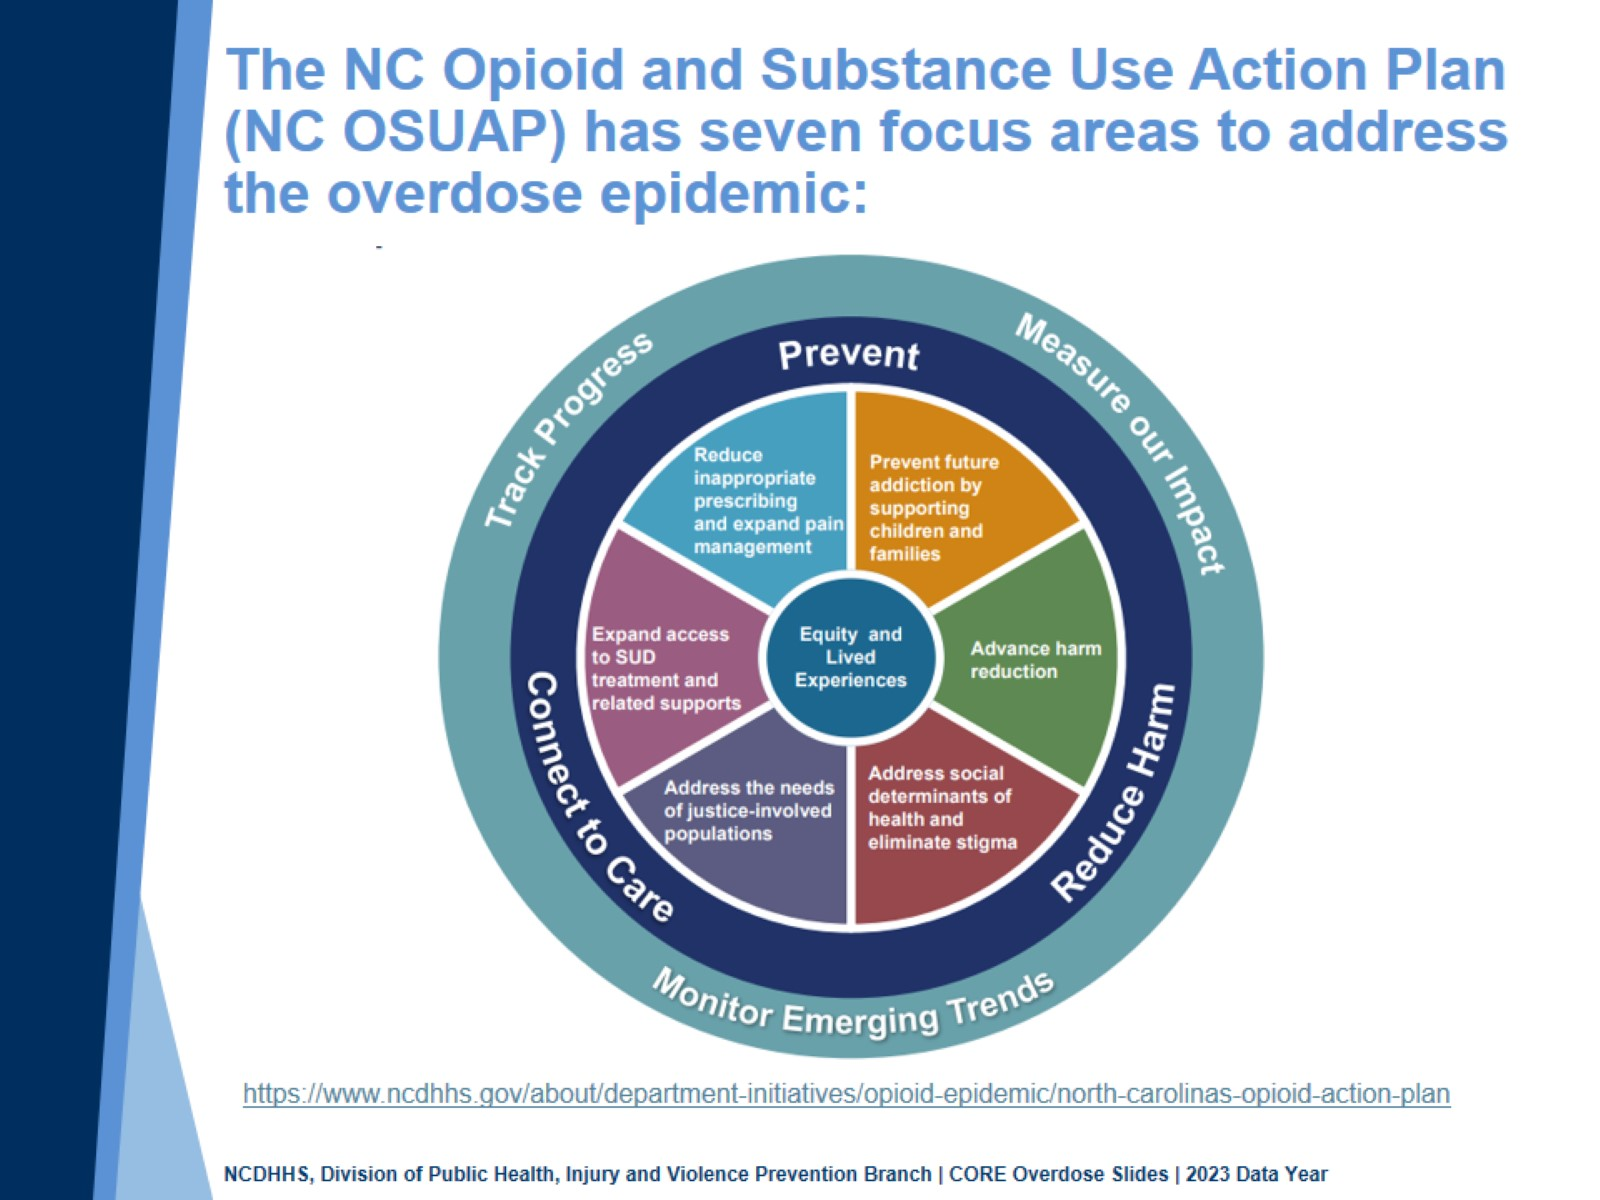 The NC Opioid and Substance Use Action Plan
(NC OSUAP) has seven focus areas to address
the overdose epidemic:
-
Track Progress
Measure our Impact
Prevent
Reduce
inappropriate
prescribing
and expand pain
management
Prevent future
addiction by
supporting
children and
families
Expand access
to SUD
treatment and
related supports
Equity and
Lived
Experiences
Advance harm
reduction
Address the needs
of justice-involved
populations
Address social
determinants of
health and
eliminate stigma
Connect to Care
Reduce Harm
Monitor Emerging Trends
https://www.ncdhhs.gov/about/department-initiatives/opioid-epidemic/north-carolinas-opioid-action-plan
NCDHHS, Division of Public Health, Injury and Violence Prevention Branch | CORE Overdose Slides | 2023 Data Year